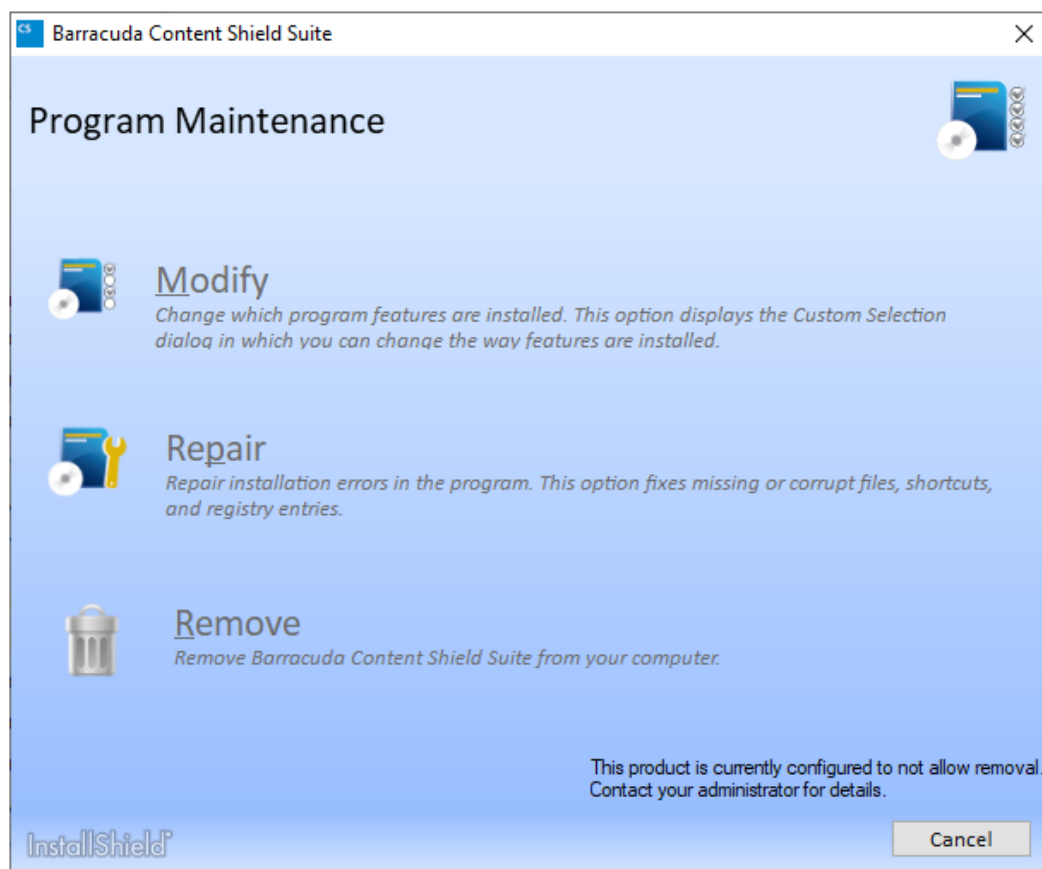 CS Barracuda Content Shield Suite
Program Maintenance
Modify
Change which program features are installed. This option displays the Custom Selection
dialog in which you can change the way features are installed.
Repair
Repair installation errors in the program. This option fixes missing or corrupt files, shortcuts,
and registry entries.
Remove
Remove Barracuda Content Shield Suite from your computer.
This product is currently configured to not allow removal.
Contact your administrator for details.
InstallShield
Cancel